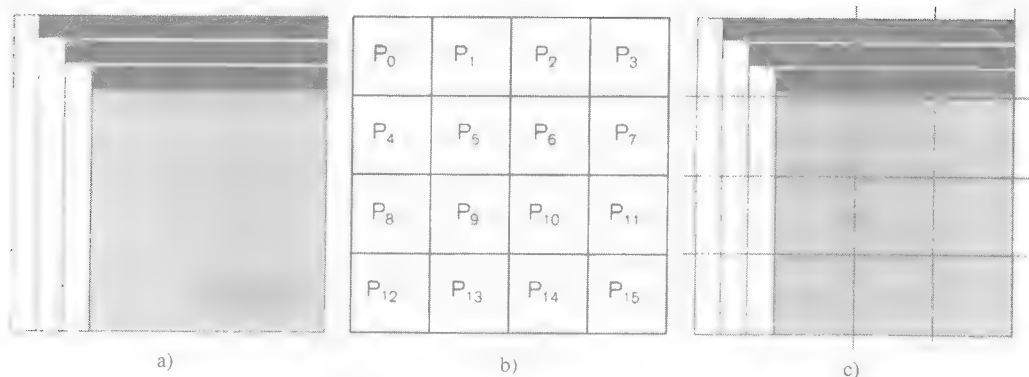 P₀ P₁ P₂ P₃
P₄ P₅ P₆ P₇
P₈ P₉ P₁₀ P₁₁
P₁₂ P₁₃ P₁₄ P₁₅
a) b) c)